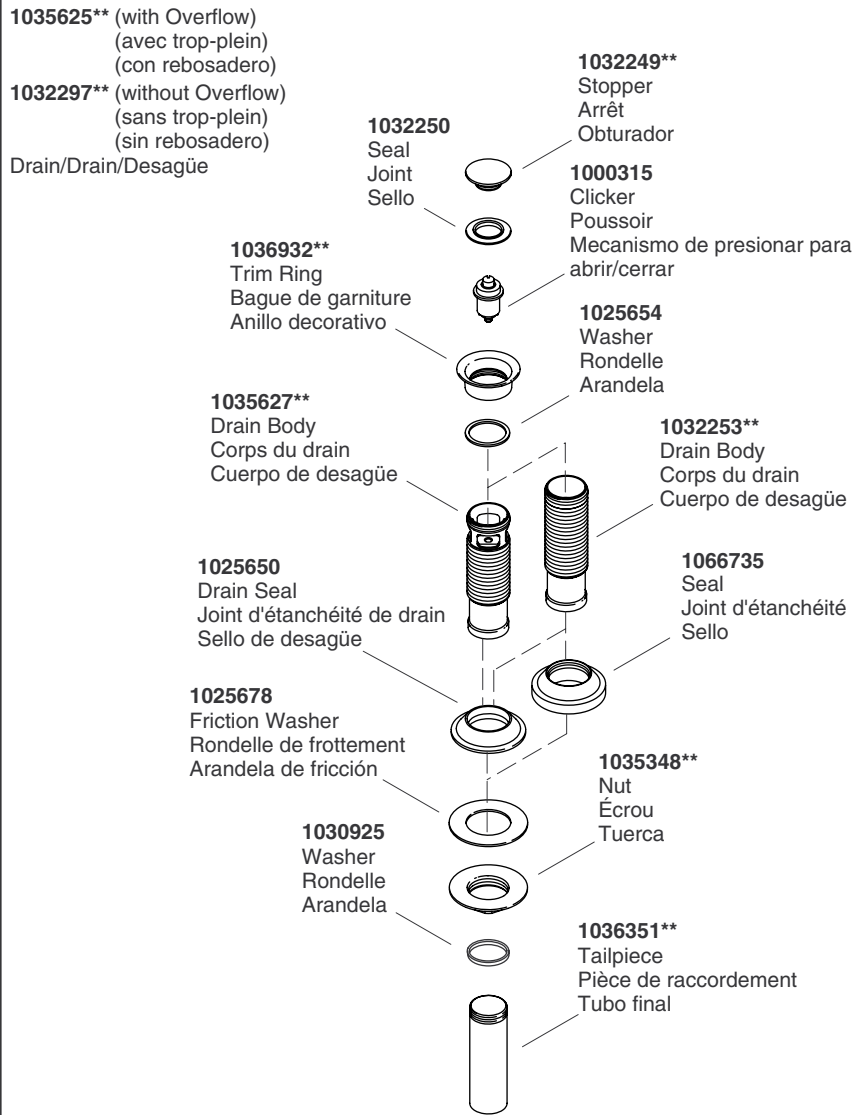 1035625** (with Overflow)
(avec trop-plein)
(con rebosadero)
1032297** (without Overflow)
(sans trop-plein)
(sin rebosadero)
Drain/Drain/Desagüe
1032249**
Stopper
Arrêt
Obturador
1032250
Seal
Joint
Sello
1000315
Clicker
Poussoir
Mecanismo de presionar para
abrir/cerrar
1036932**
Trim Ring
Bague de garniture
Anillo decorativo
1025654
Washer
Rondelle
Arandela
1035627**
Drain Body
Corps du drain
Cuerpo de desagüe
1032253**
Drain Body
Corps du drain
Cuerpo de desagüe
1025650
Drain Seal
Joint d'étanchéité de drain
Sello de desagüe
1066735
Seal
Joint d'étanchéité
Sello
1025678
Friction Washer
Rondelle de frottement
Arandela de fricción
1035348**
Nut
Écrou
Tuerca
1030925
Washer
Rondelle
Arandela
1036351**
Tailpiece
Pièce de raccordement
Tubo final